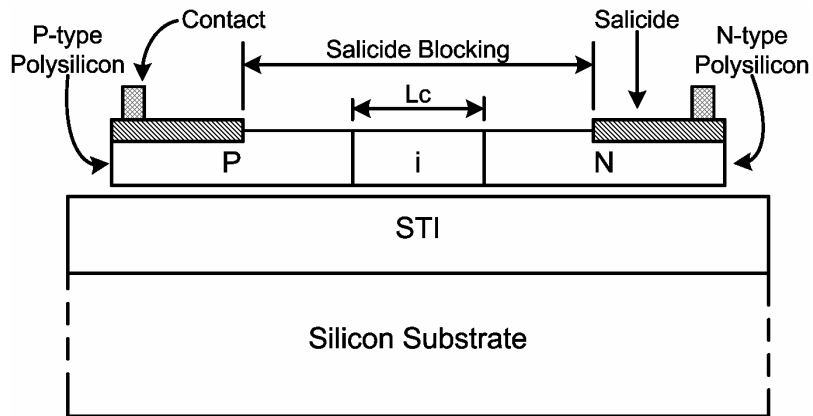 Contact
P-type
Polysilicon
Salicide Blocking
Salicide
N-type
Polysilicon
Lc
P
i
N
STI
Silicon Substrate